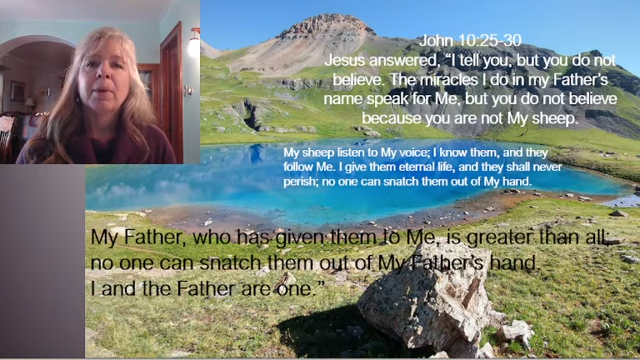 John 10:25-30
Jesus answered, “I tell you, but you do not
believe. The miracles I do in my Father’s
name speak for Me, but you do not believe
because you are not My sheep.
My sheep listen to My voice; I know them, and they
follow Me. I give them eternal life, and they shall never
perish; no one can snatch them out of My hand.
My Father, who has given them to Me, is greater than all;
no one can snatch them out of My Father’s hand.
I and the Father are one.”